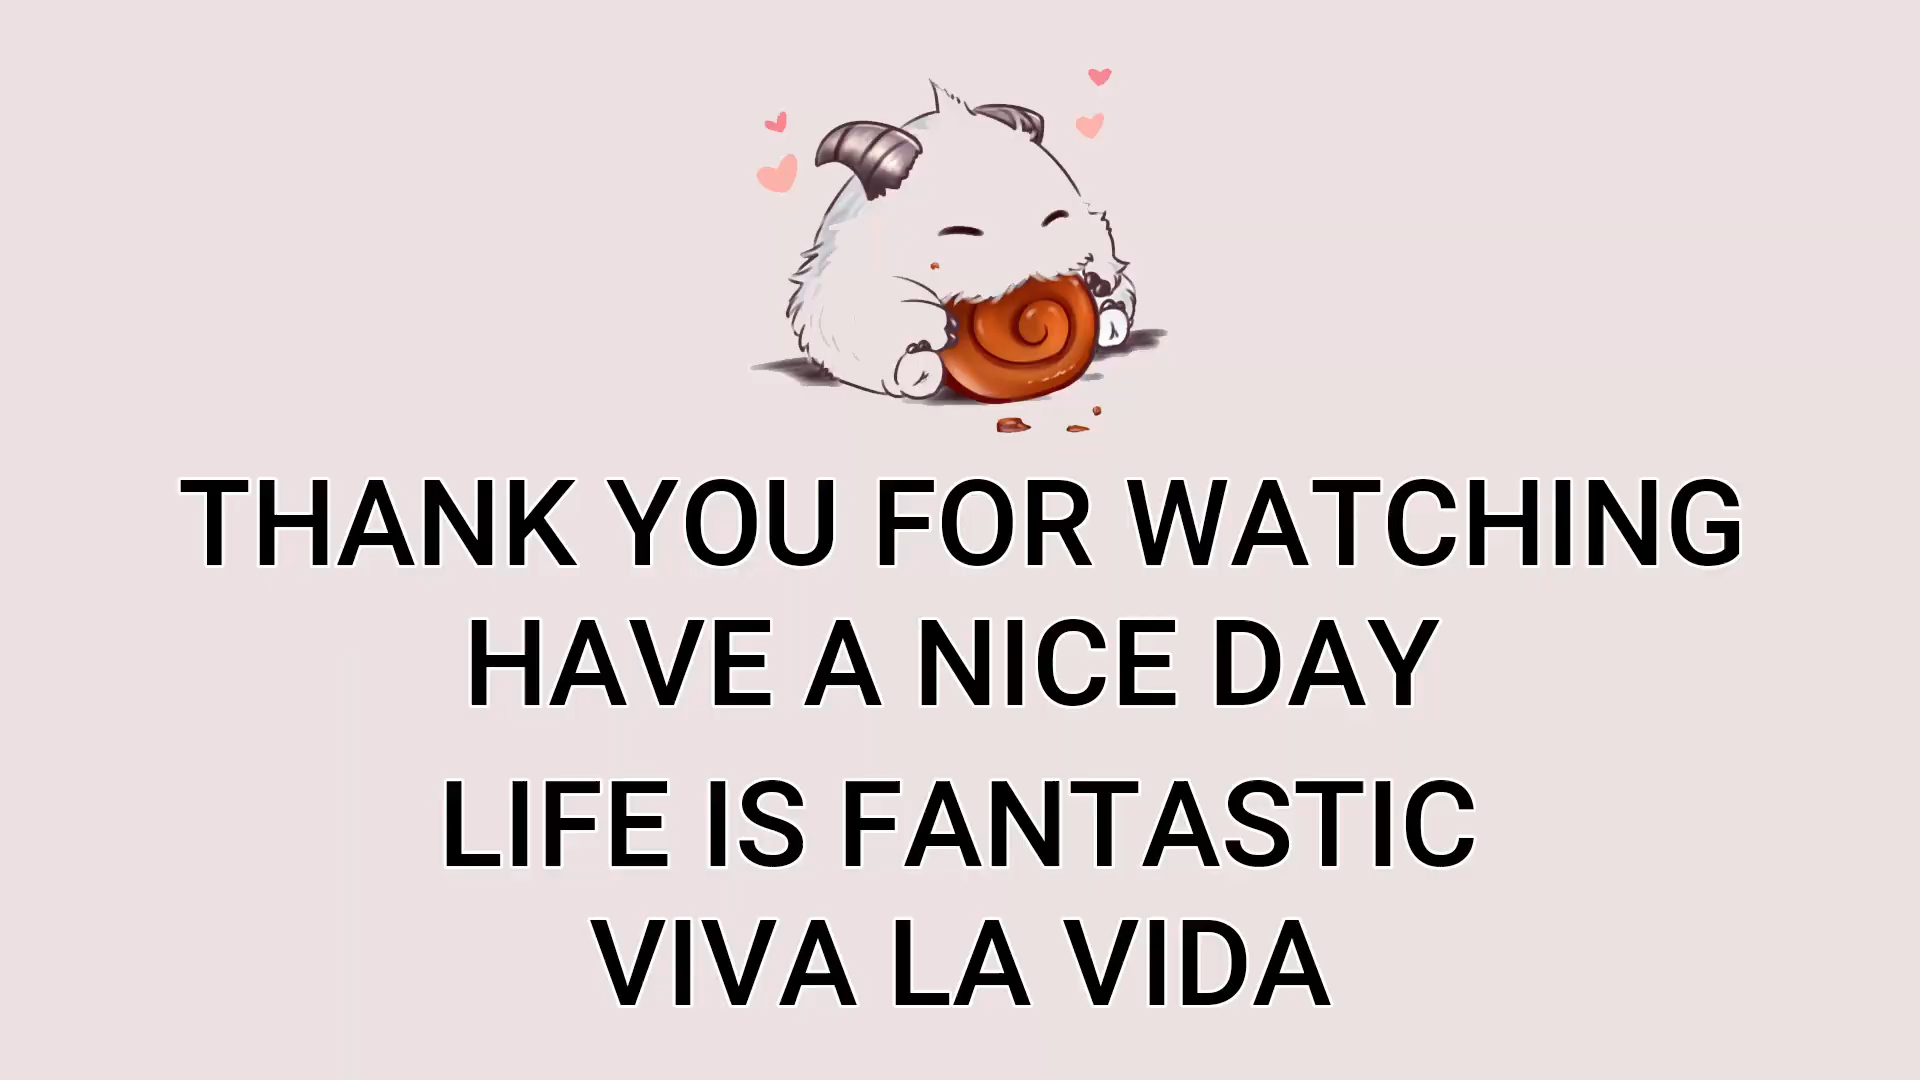 THANK YOU FOR WATCHING
HAVE A NICE DAY
LIFE IS FANTASTIC
VIVA LA VIDA